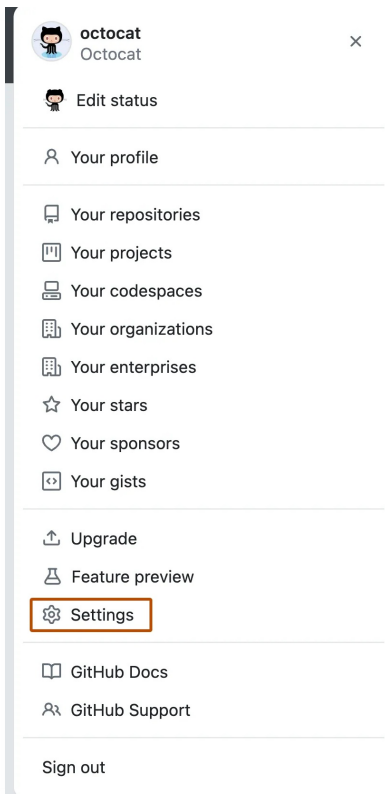 octocat
Octocat
Edit status
Your profile
Your repositories
Your projects
Your codespaces
Your organizations
Your enterprises
Your stars
Your sponsors
Your gists
Upgrade
Feature preview
Settings
GitHub Docs
GitHub Support
Sign out